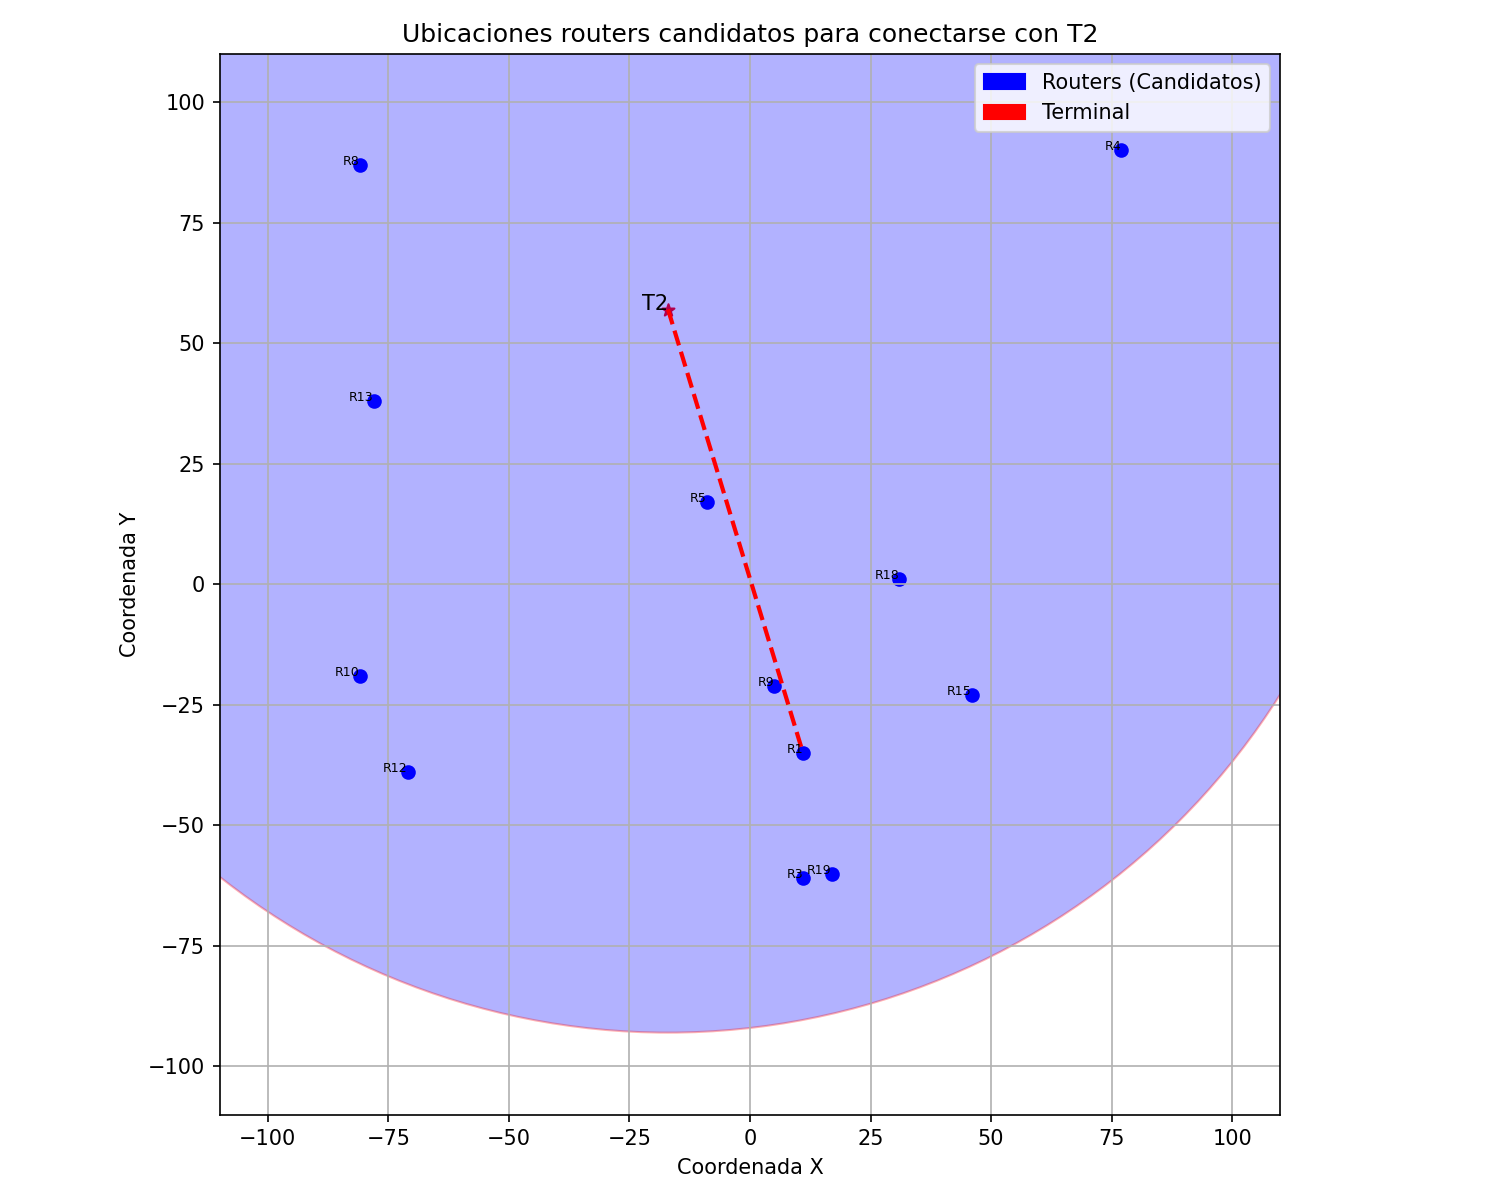 Ubicaciones routers candidatos para conectarse con T2
Routers (Candidatos)
Terminal
100
75
50
25
0
−25
−50
−75
−100
Coordenada Y
R8
R4
T2
R13
R5
R18
R10
R9
R15
R1
R12
R3
R19
−100
−75
−50
−25
0
25
50
75
100
Coordenada X